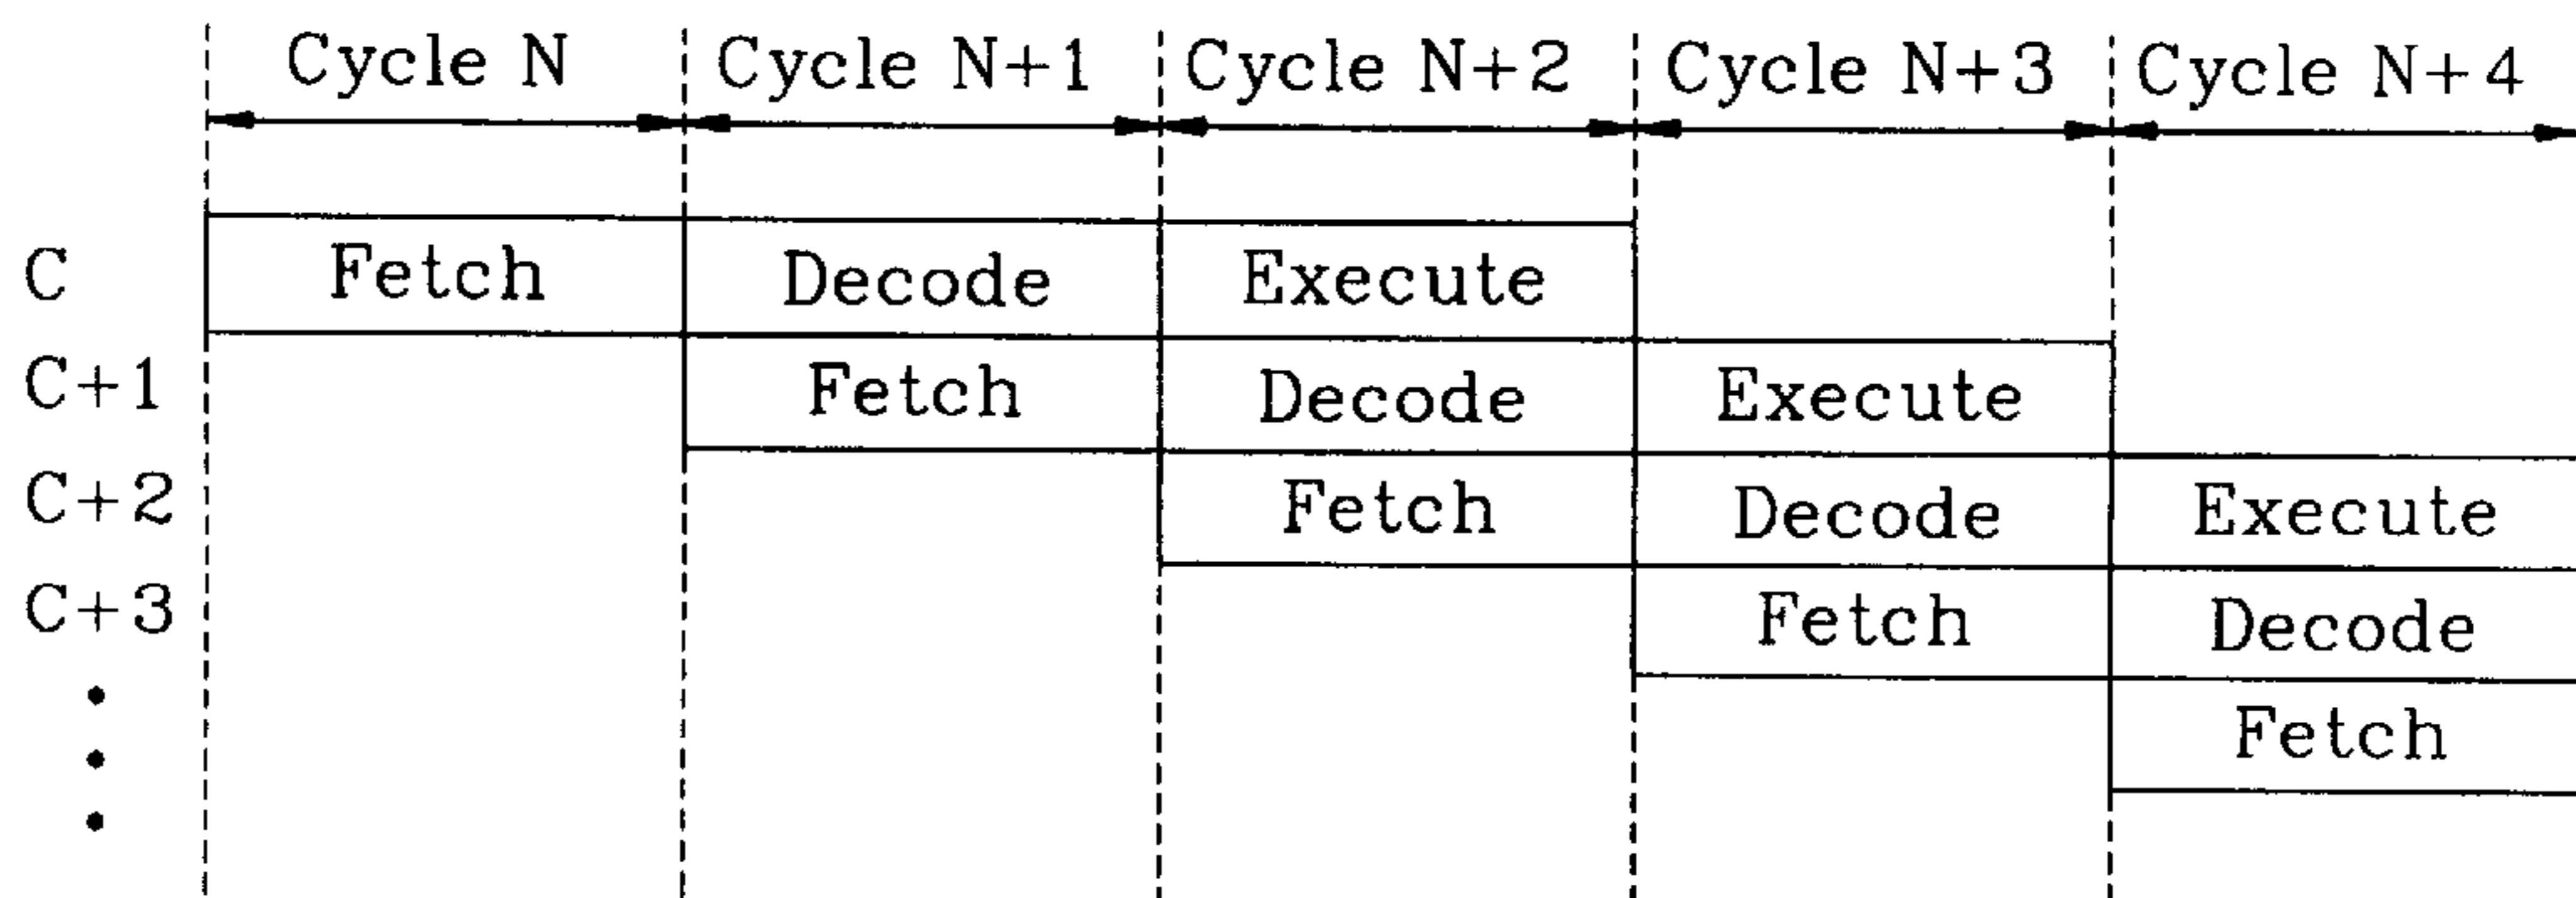 Cycle N Cycle N+1 Cycle N+2 Cycle N+3 Cycle N+4
C Fetch Decode Execute
C+1 Fetch Decode Execute
C+2 Fetch Decode Execute
C+3 Fetch Decode
Fetch